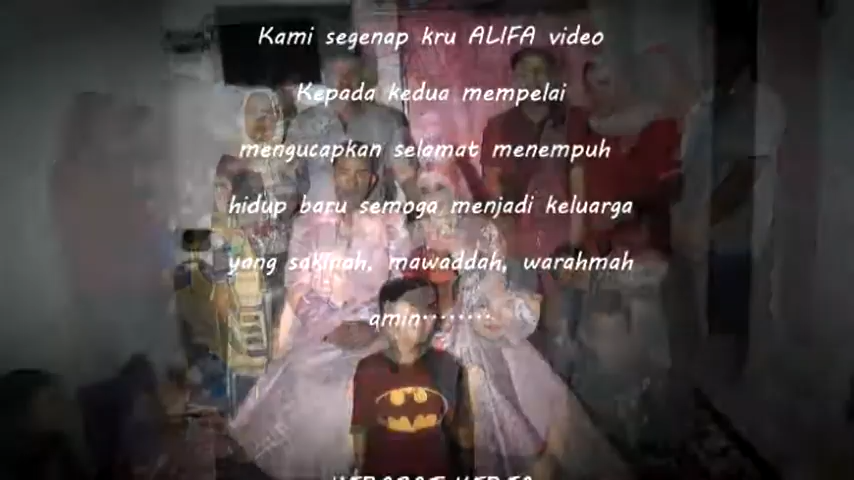 Kami segenap kru ALIFA video
Kepada kedua mempelai
mengucapkan selamat menempuh
hidup baru semoga menjadi keluarga
yang sakinah, mawaddah, warahmah
amin........